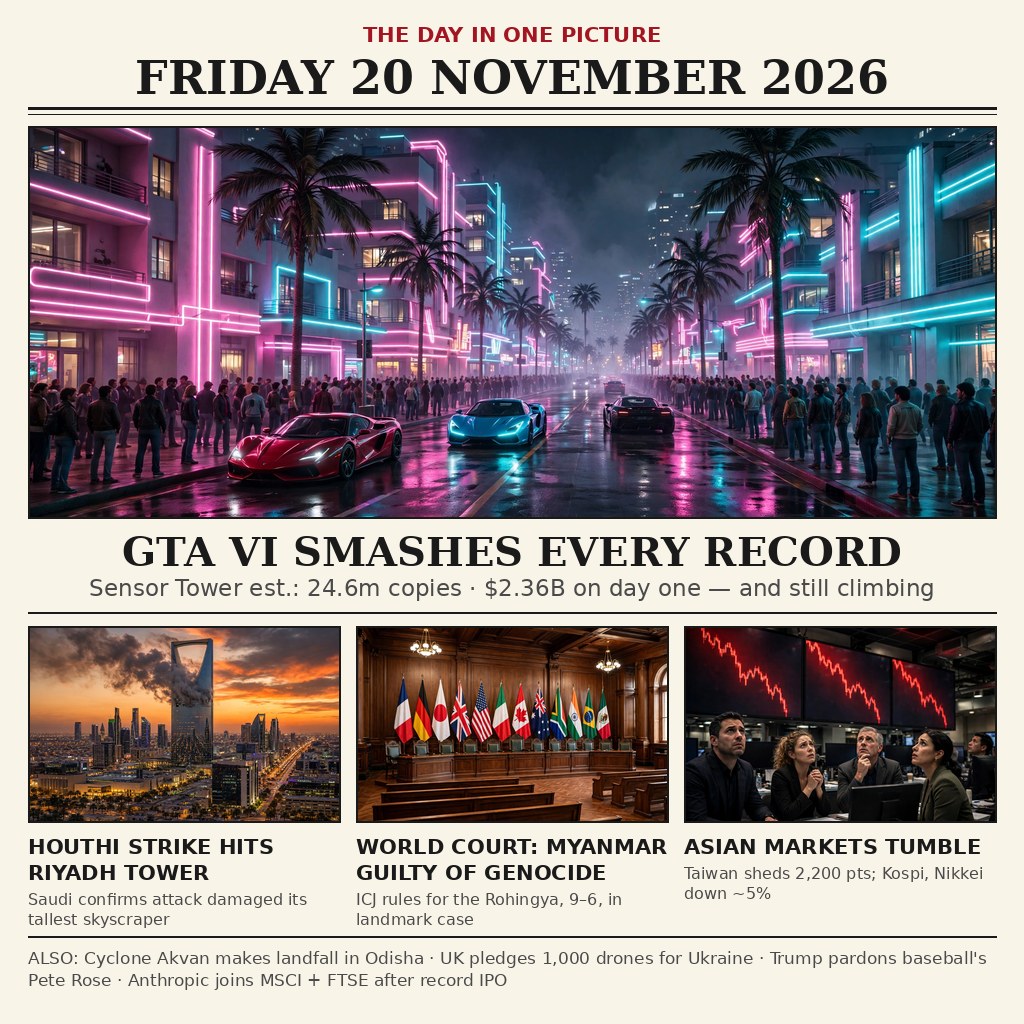 THE DAY IN ONE PICTURE
FRIDAY 20 NOVEMBER 2026
GTA VI SMASHES EVERY RECORD
Sensor Tower est.: 24.6m copies · $2.36B on day one — and still climbing
HOUTHI STRIKE HITS
RIYADH TOWER
Saudi confirms attack damaged its
tallest skyscraper
WORLD COURT: MYANMAR
GUILTY OF GENOCIDE
ICJ rules for the Rohingya, 9–6, in
landmark case
ASIAN MARKETS TUMBLE
Taiwan sheds 2,200 pts; Kospi, Nikkei
down ~5%
ALSO: Cyclone Akvan makes landfall in Odisha · UK pledges 1,000 drones for Ukraine · Trump pardons baseball's
Pete Rose · Anthropic joins MSCI + FTSE after record IPO